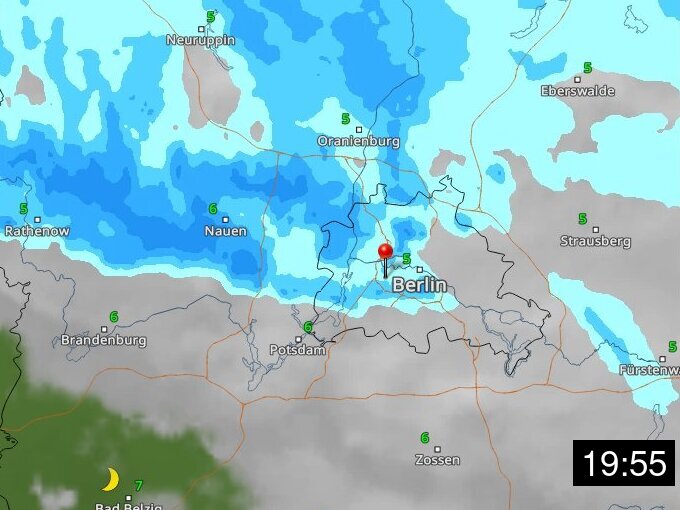 5
Neuruppin
5
Eberswalde
5
Oranienburg
5
Rathenow
6
Nauen
5
Strausberg
5
Berlin
6
Brandenburg
6
Potsdam
5
Fürstenwa
6
Zossen
19:55
7
Bad Belzig